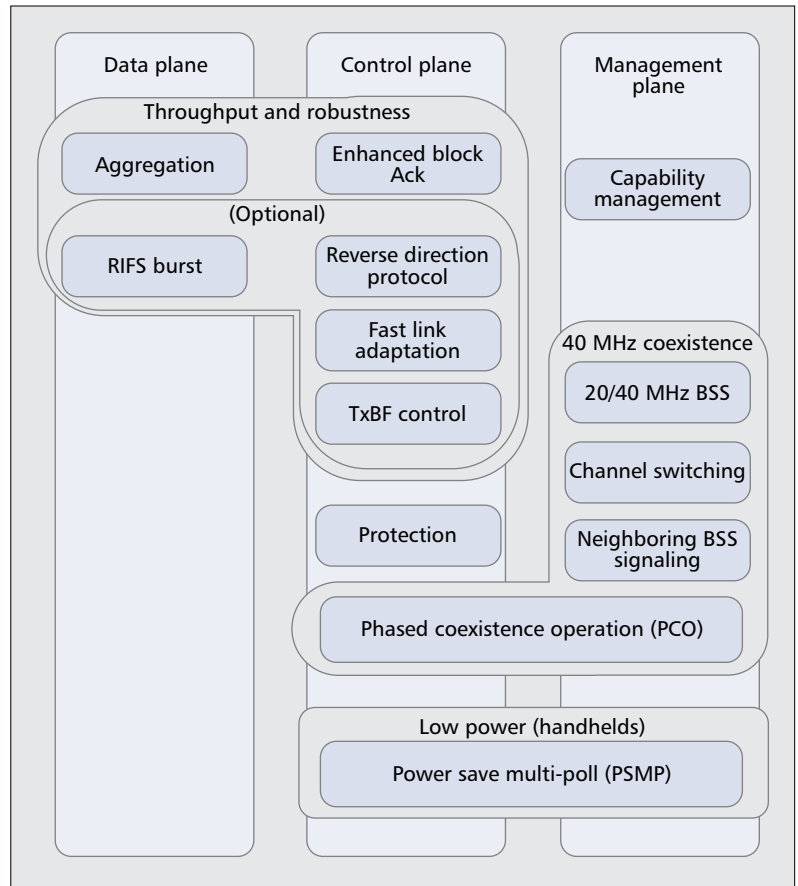 Data plane
Control plane
Management
plane
Throughput and robustness
Aggregation
Enhanced block
Ack
Capability
management
(Optional)
RIFS burst
Reverse direction
protocol
Fast link
adaptation
TxBF control
40 MHz coexistence
20/40 MHz BSS
Channel switching
Protection
Neighboring BSS
signaling
Phased coexistence operation (PCO)
Low power (handhelds)
Power save multi-poll (PSMP)